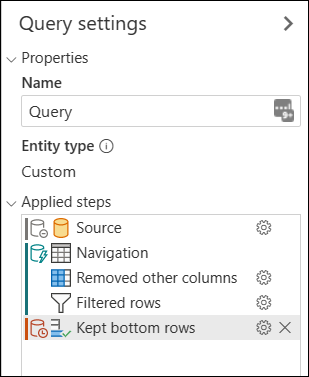 Query settings
Properties
Name
Query
9+
Entity type
Custom
Applied steps
Source
Navigation
Removed other columns
Filtered rows
Kept bottom rows